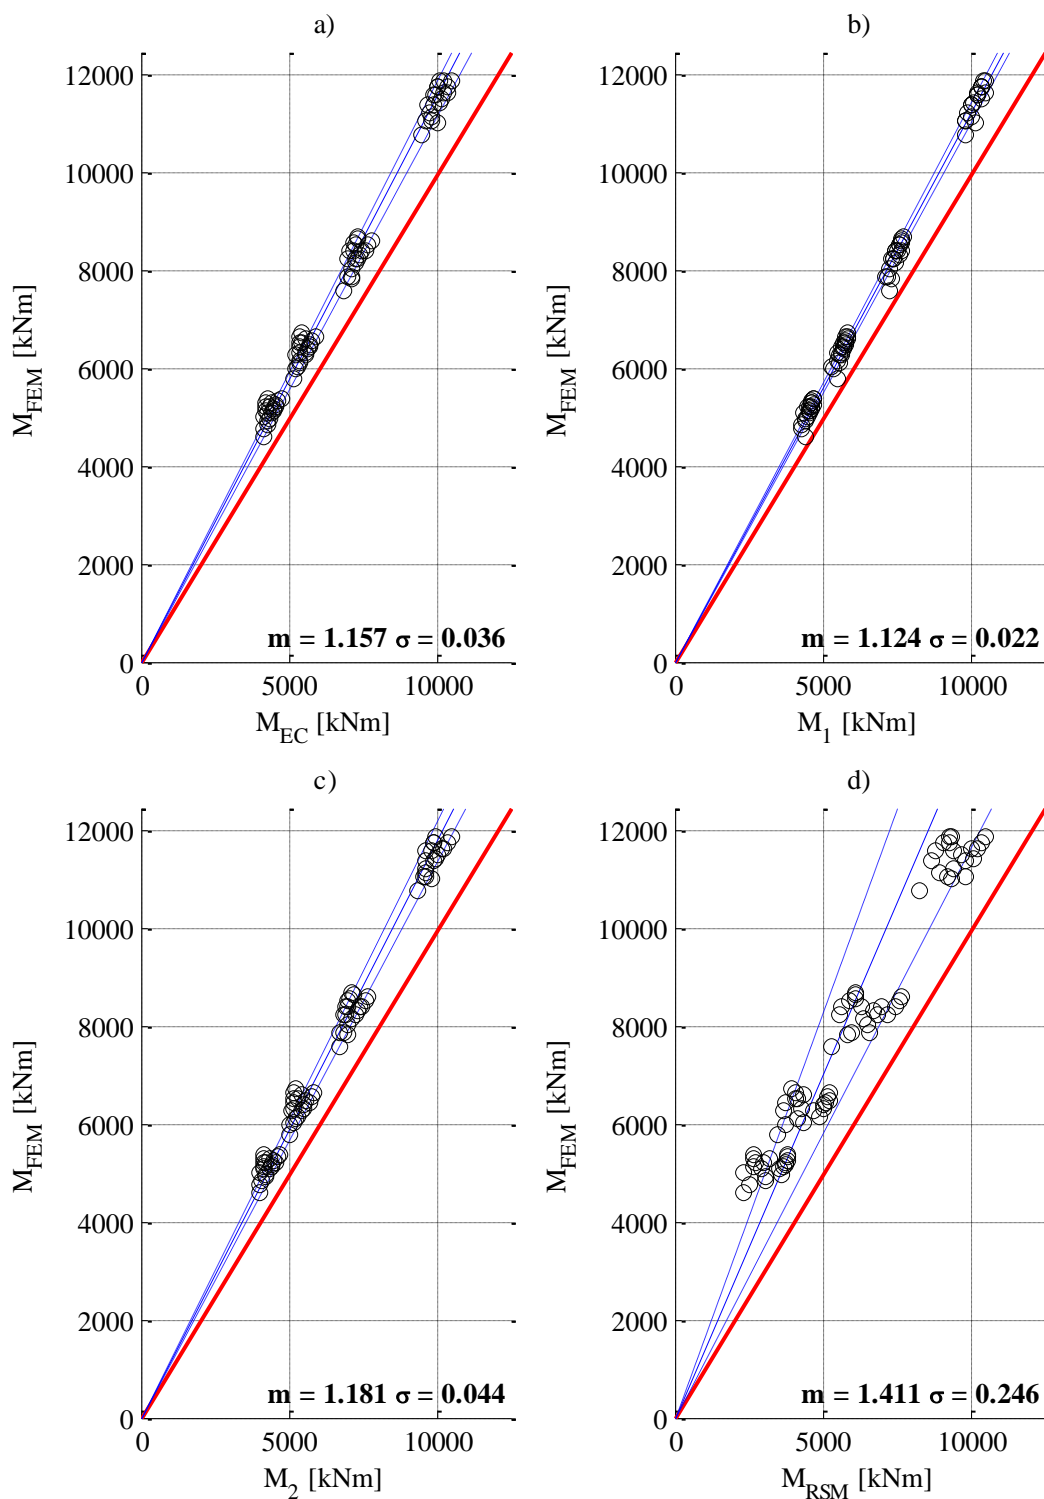 a)
12000
10000
8000
6000
4000
2000
0
M_FEM [kNm]
m = 1.157 σ = 0.036
0 5000 10000
M_EC [kNm]
b)
12000
10000
8000
6000
4000
2000
0
M_FEM [kNm]
m = 1.124 σ = 0.022
0 5000 10000
M_1 [kNm]
c)
12000
10000
8000
6000
4000
2000
0
M_FEM [kNm]
m = 1.181 σ = 0.044
0 5000 10000
M_2 [kNm]
d)
12000
10000
8000
6000
4000
2000
0
M_FEM [kNm]
m = 1.411 σ = 0.246
0 5000 10000
M_RSM [kNm]